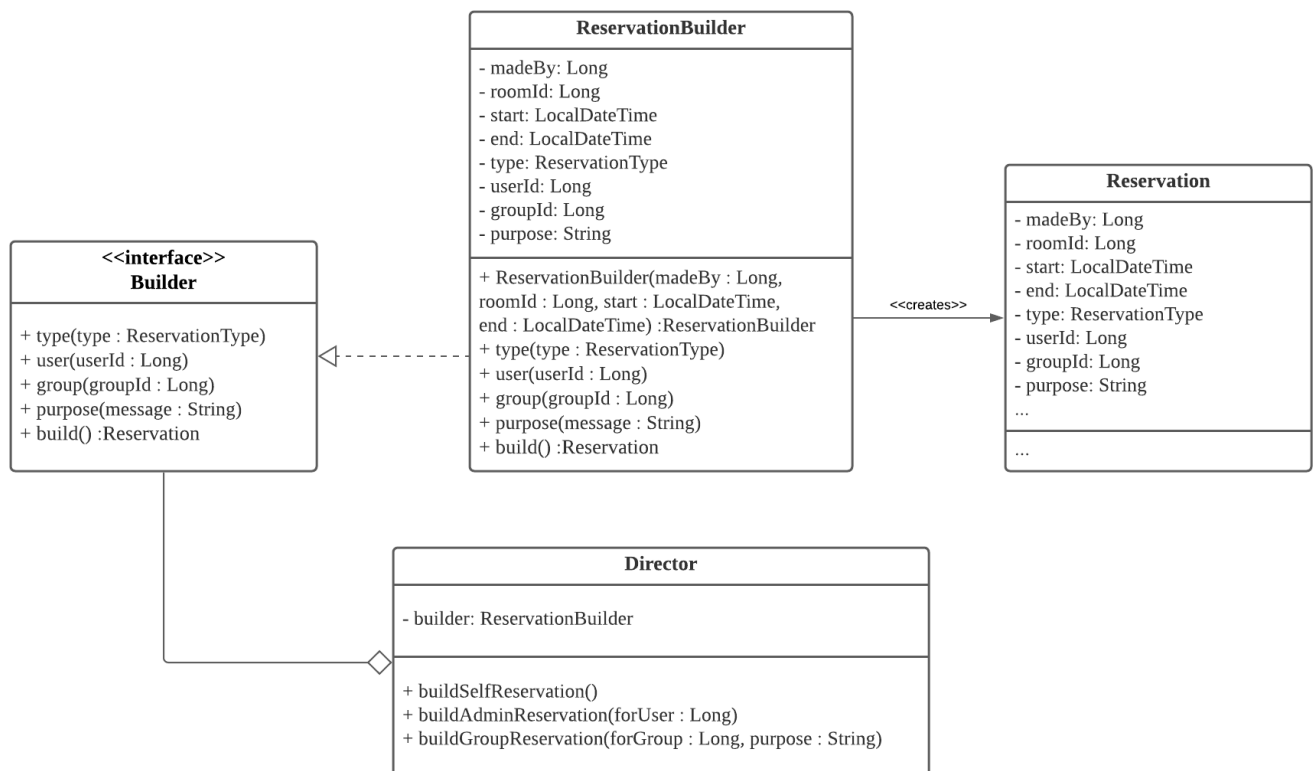 ReservationBuilder
- madeBy: Long
- roomId: Long
- start: LocalDateTime
- end: LocalDateTime
- type: ReservationType
- userId: Long
- groupId: Long
- purpose: String
+ ReservationBuilder(madeBy : Long,
roomId : Long, start : LocalDateTime,
end : LocalDateTime) :ReservationBuilder
+ type(type : ReservationType)
+ user(userId : Long)
+ group(groupId : Long)
+ purpose(message : String)
+ build() :Reservation
<<interface>>
Builder
+ type(type : ReservationType)
+ user(userId : Long)
+ group(groupId : Long)
+ purpose(message : String)
+ build() :Reservation
<<creates>>
Reservation
- madeBy: Long
- roomId: Long
- start: LocalDateTime
- end: LocalDateTime
- type: ReservationType
- userId: Long
- groupId: Long
- purpose: String
...
...
Director
- builder: ReservationBuilder
+ buildSelfReservation()
+ buildAdminReservation(forUser : Long)
+ buildGroupReservation(forGroup : Long, purpose : String)